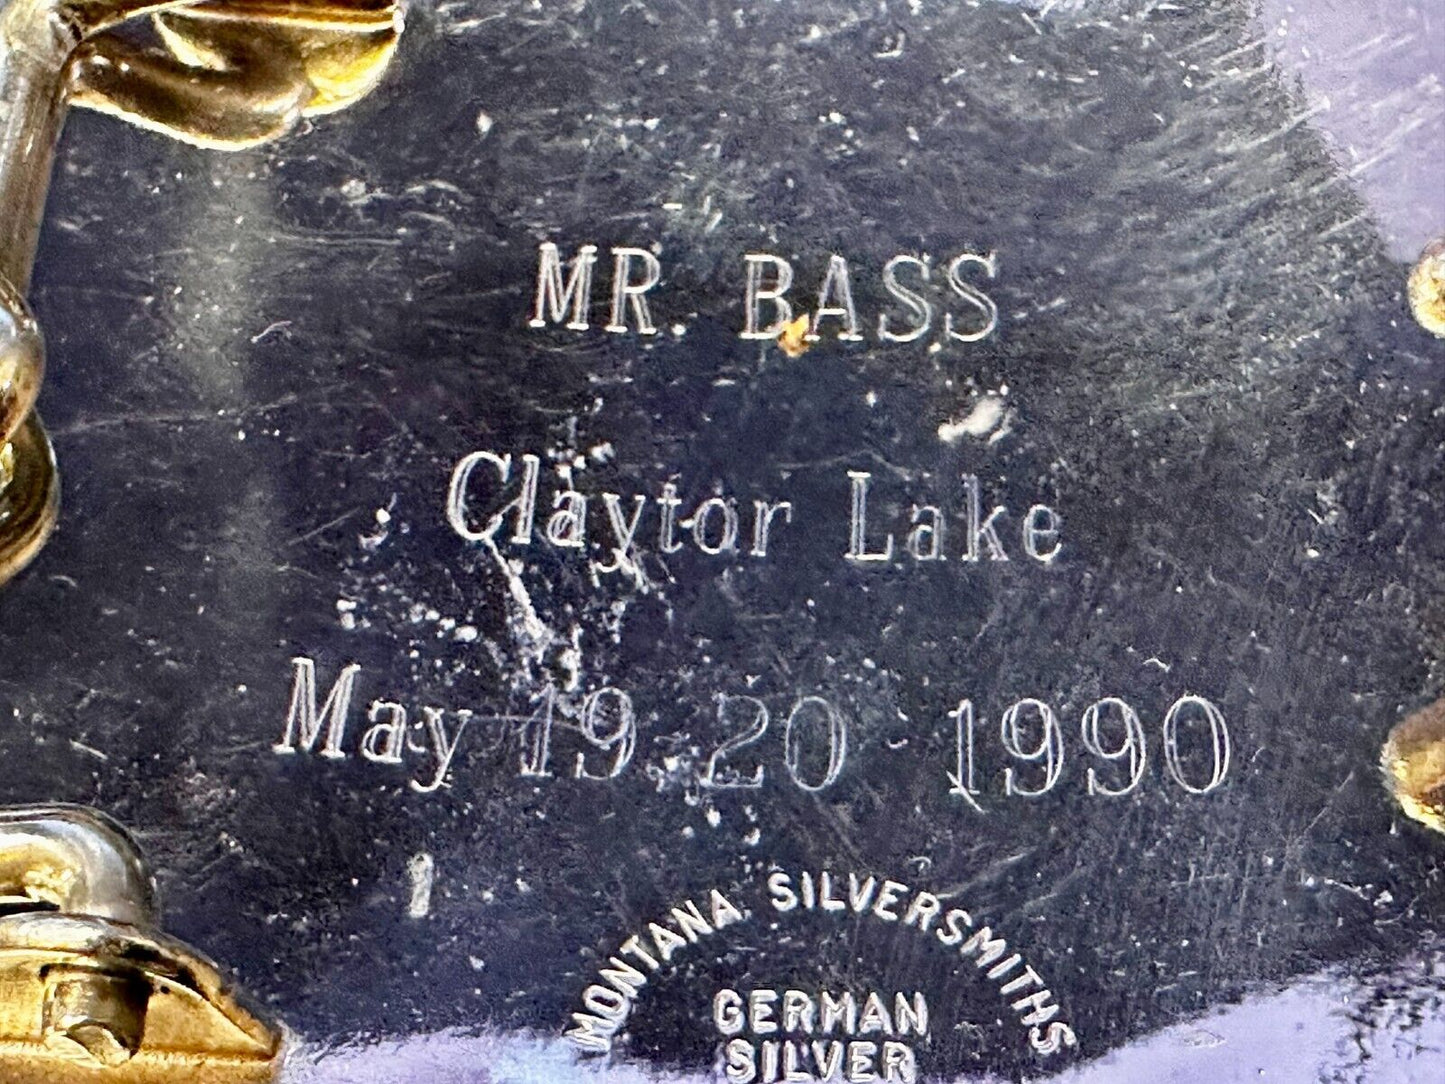 MR. BASS
Claytor Lake
May 19 20 1990
MONTANA SILVERSMITHS
GERMAN
SILVER